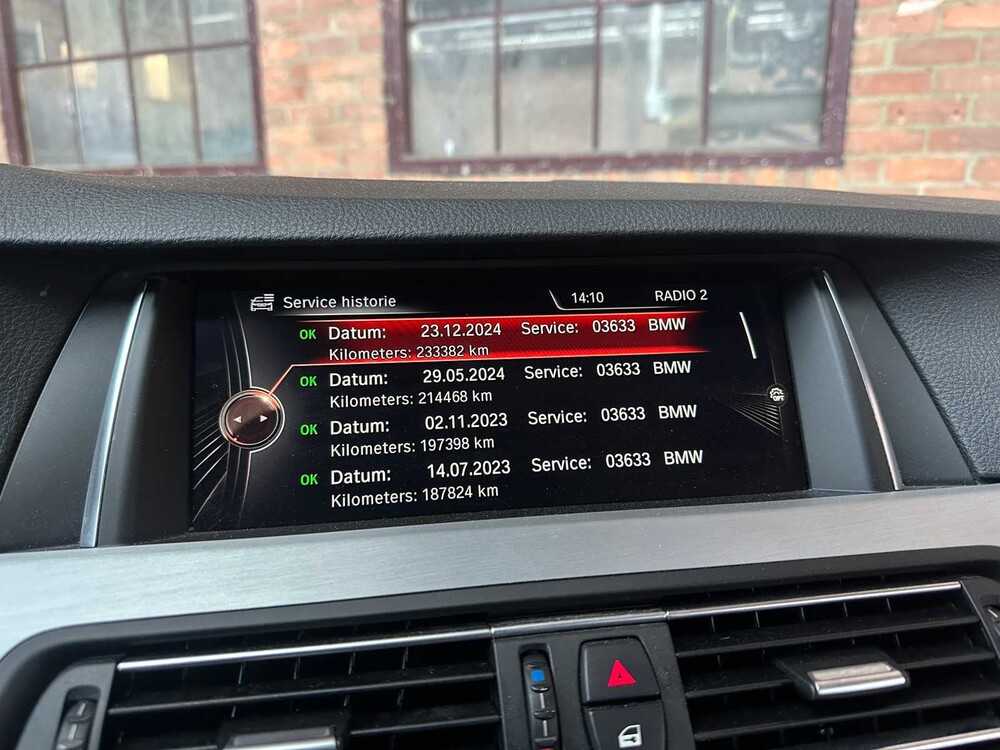 Service historie 14:10 RADIO 2
OK Datum: 23.12.2024 Service: 03633 BMW
Kilometers: 233382 km
OK Datum: 29.05.2024 Service: 03633 BMW
Kilometers: 214468 km
OK Datum: 02.11.2023 Service: 03633 BMW
Kilometers: 197398 km
OK Datum: 14.07.2023 Service: 03633 BMW
Kilometers: 187824 km
OFF